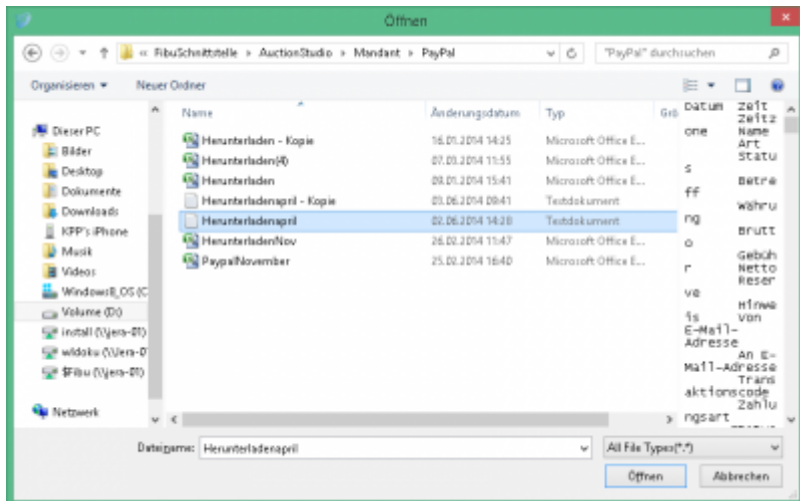 Öffnen
« FibuSchnittstelle ▸ AuctionStudio ▸ Mandant ▸ PayPal
"PayPal" durchsuchen
Organisieren
Neuer Ordner
Name Änderungsdatum Typ Grö
Herunterladen - Kopie 16.01.2014 14:25 Microsoft Office E...
Herunterladen(4) 07.03.2014 11:55 Microsoft Office E...
Herunterladen 09.01.2014 15:41 Microsoft Office E...
Herunterladenapril - Kopie 03.06.2014 09:41 Textdokument
Herunterladenapril 02.06.2014 14:28 Textdokument
HerunterladenNov 26.02.2014 11:47 Microsoft Office E...
PaypalNovember 25.02.2014 16:40 Microsoft Office E...
Dieser PC
Bilder
Desktop
Dokumente
Downloads
KPP's iPhone
Musik
Videos
Windows8_OS (C
Volume (D:)
install (\\jera-01)
widoku (\\jera-0
$Fibu (\\jera-01)
Netzwerk
Datum Zeit
Zeitz
one Name
Art
Statu
s
Betre
ff
Währu
ng
Brutt
o
Gebüh
r Netto
Reser
ve
Hinwe
is Von
E-Mail-
Adresse
An E-
Mail-Adresse
Trans
aktionscode
Zahlu
ngsart
Dateiname: Herunterladenapril
All File Types(*.*)
Öffnen
Abbrechen